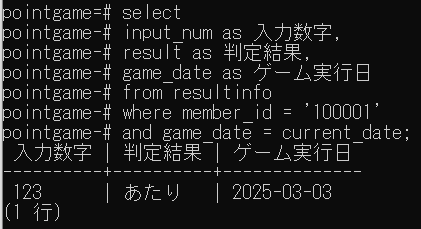 pointgame=# select
pointgame-# input_num as 入力数字,
pointgame-# result as 判定結果,
pointgame-# game_date as ゲーム実行日
pointgame-# from resultinfo
pointgame-# where member_id = '100001'
pointgame-# and game_date = current_date;
 入力数字 | 判定結果 | ゲーム実行日
----------+----------+--------------
 123      | あたり   | 2025-03-03
(1 行)